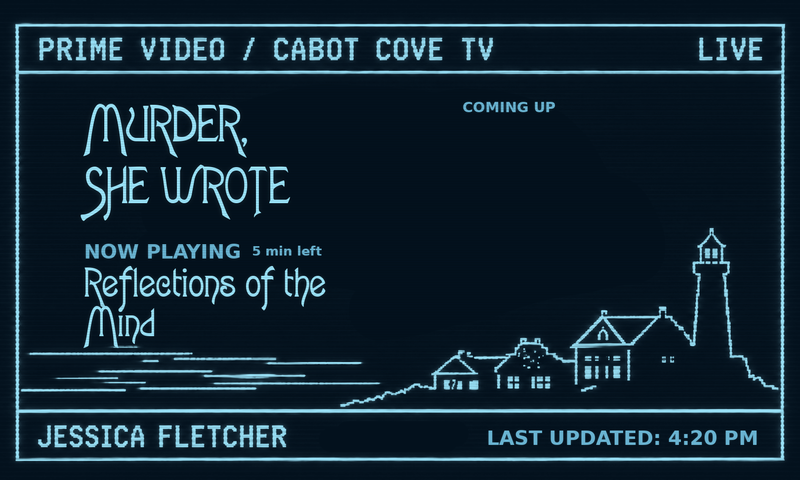 PRIME VIDEO / CABOT COVE TV
LIVE
MURDER,
SHE WROTE
COMING UP
NOW PLAYING 5 min left
Reflections of the
Mind
JESSICA FLETCHER
LAST UPDATED: 4:20 PM